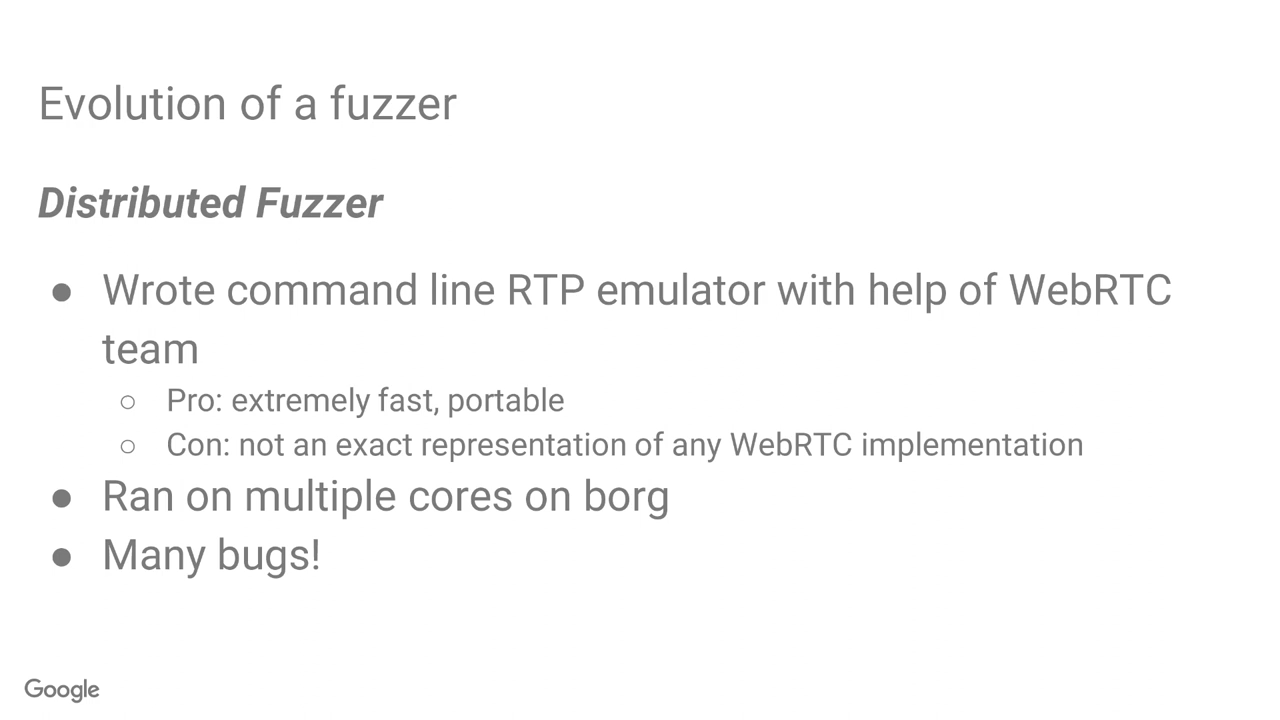 Evolution of a fuzzer
Distributed Fuzzer
● Wrote command line RTP emulator with help of WebRTC
team
○ Pro: extremely fast, portable
○ Con: not an exact representation of any WebRTC implementation
● Ran on multiple cores on borg
● Many bugs!
Google